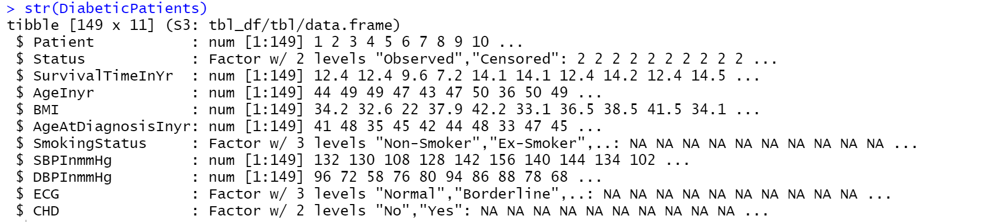 > str(DiabeticPatients)
tibble [149 x 11] (S3: tbl_df/tbl/data.frame)
 $ Patient           : num [1:149] 1 2 3 4 5 6 7 8 9 10 ...
 $ Status            : Factor w/ 2 levels "Observed","Censored": 2 2 2 2 2 2 2 2 2 2 ...
 $ SurvivalTimeInYr  : num [1:149] 12.4 12.4 9.6 7.2 14.1 14.1 12.4 14.2 12.4 14.5 ...
 $ AgeInyr           : num [1:149] 44 49 49 47 43 47 50 36 50 49 ...
 $ BMI               : num [1:149] 34.2 32.6 22 37.9 42.2 33.1 36.5 38.5 41.5 34.1 ...
 $ AgeAtDiagnosisInyr: num [1:149] 41 48 35 45 42 44 48 33 47 45 ...
 $ SmokingStatus     : Factor w/ 3 levels "Non-Smoker","Ex-Smoker",..: NA NA NA NA NA NA NA NA NA NA ...
 $ SBPInmmHg         : num [1:149] 132 130 108 128 142 156 140 144 134 102 ...
 $ DBPInmmHg         : num [1:149] 96 72 58 76 80 94 86 88 78 68 ...
 $ ECG               : Factor w/ 3 levels "Normal","Borderline",..: NA NA NA NA NA NA NA NA NA NA ...
 $ CHD               : Factor w/ 2 levels "No","Yes": NA NA NA NA NA NA NA NA NA NA ...